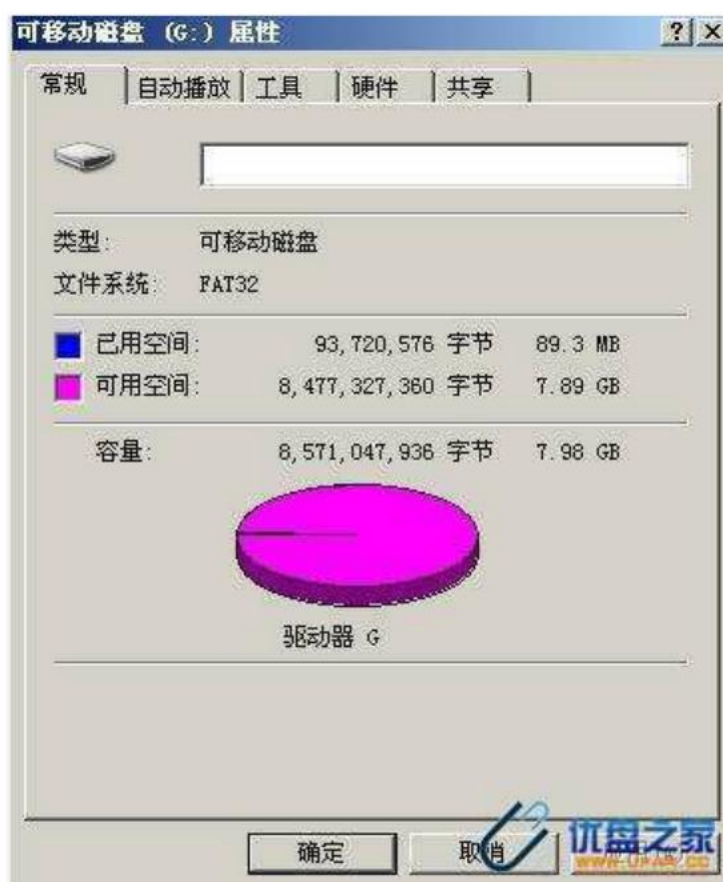 可移动磁盘 (G:) 属性
常规 自动播放 工具 硬件 共享
类型: 可移动磁盘
文件系统: FAT32
已用空间: 93,720,576 字节 89.3 MB
可用空间: 8,477,327,360 字节 7.89 GB
容量: 8,571,047,936 字节 7.98 GB
驱动器 G
确定 取消
优盘之家